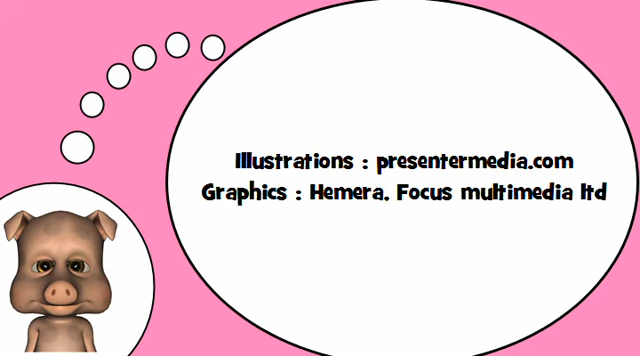 Illustrations : presentermedia.com
Graphics : Hemera, Focus multimedia ltd